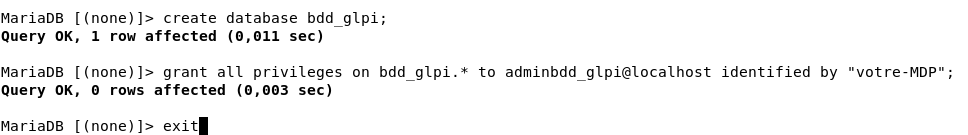 MariaDB [(none)]> create database bdd_glpi;
Query OK, 1 row affected (0,011 sec)
MariaDB [(none)]> grant all privileges on bdd_glpi.* to adminbdd_glpi@localhost identified by "votre-MDP";
Query OK, 0 rows affected (0,003 sec)
MariaDB [(none)]> exit